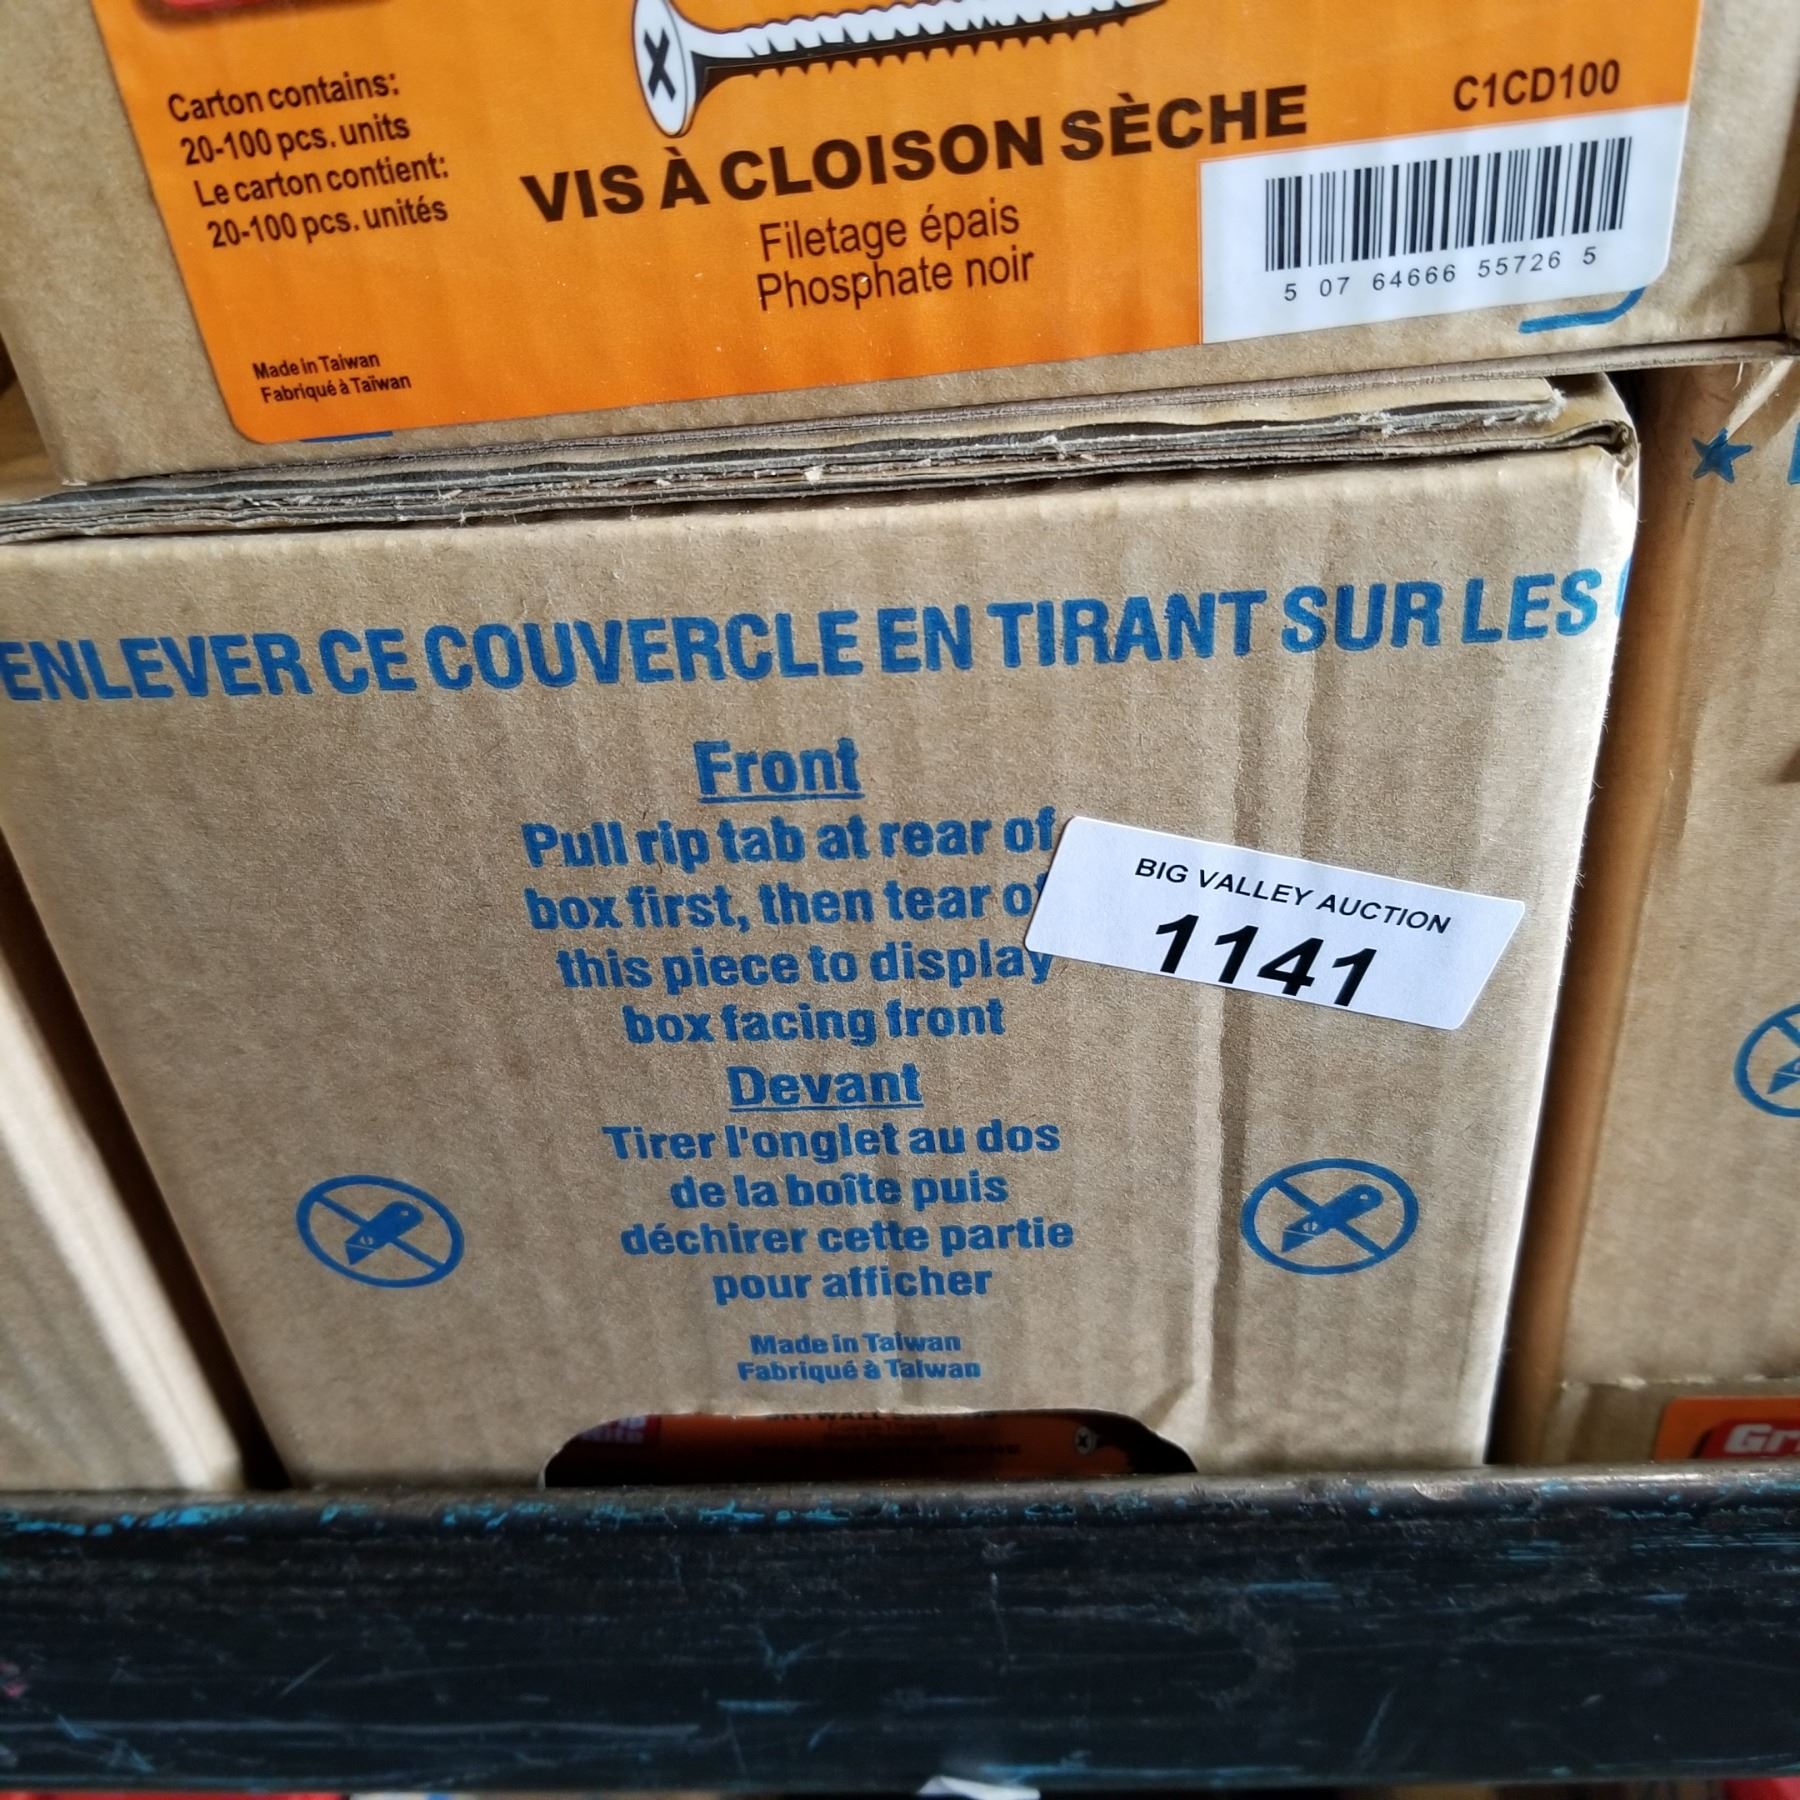 Carton contains:
20-100 pcs. units
Le carton contient:
20-100 pcs. unités
Made in Taiwan
Fabriqué à Taïwan
VIS À CLOISON SÈCHE
Filetage épais
Phosphate noir
C1CD100
5 07 64666 55726 5
ENLEVER CE COUVERCLE EN TIRANT SUR LES
Front
Pull rip tab at rear of
box first, then tear of
this piece to display
box facing front
BIG VALLEY AUCTION
1141
Devant
Tirer l'onglet au dos
de la boîte puis
déchirer cette partie
pour afficher
Made in Taiwan
Fabriqué à Taïwan
Gr